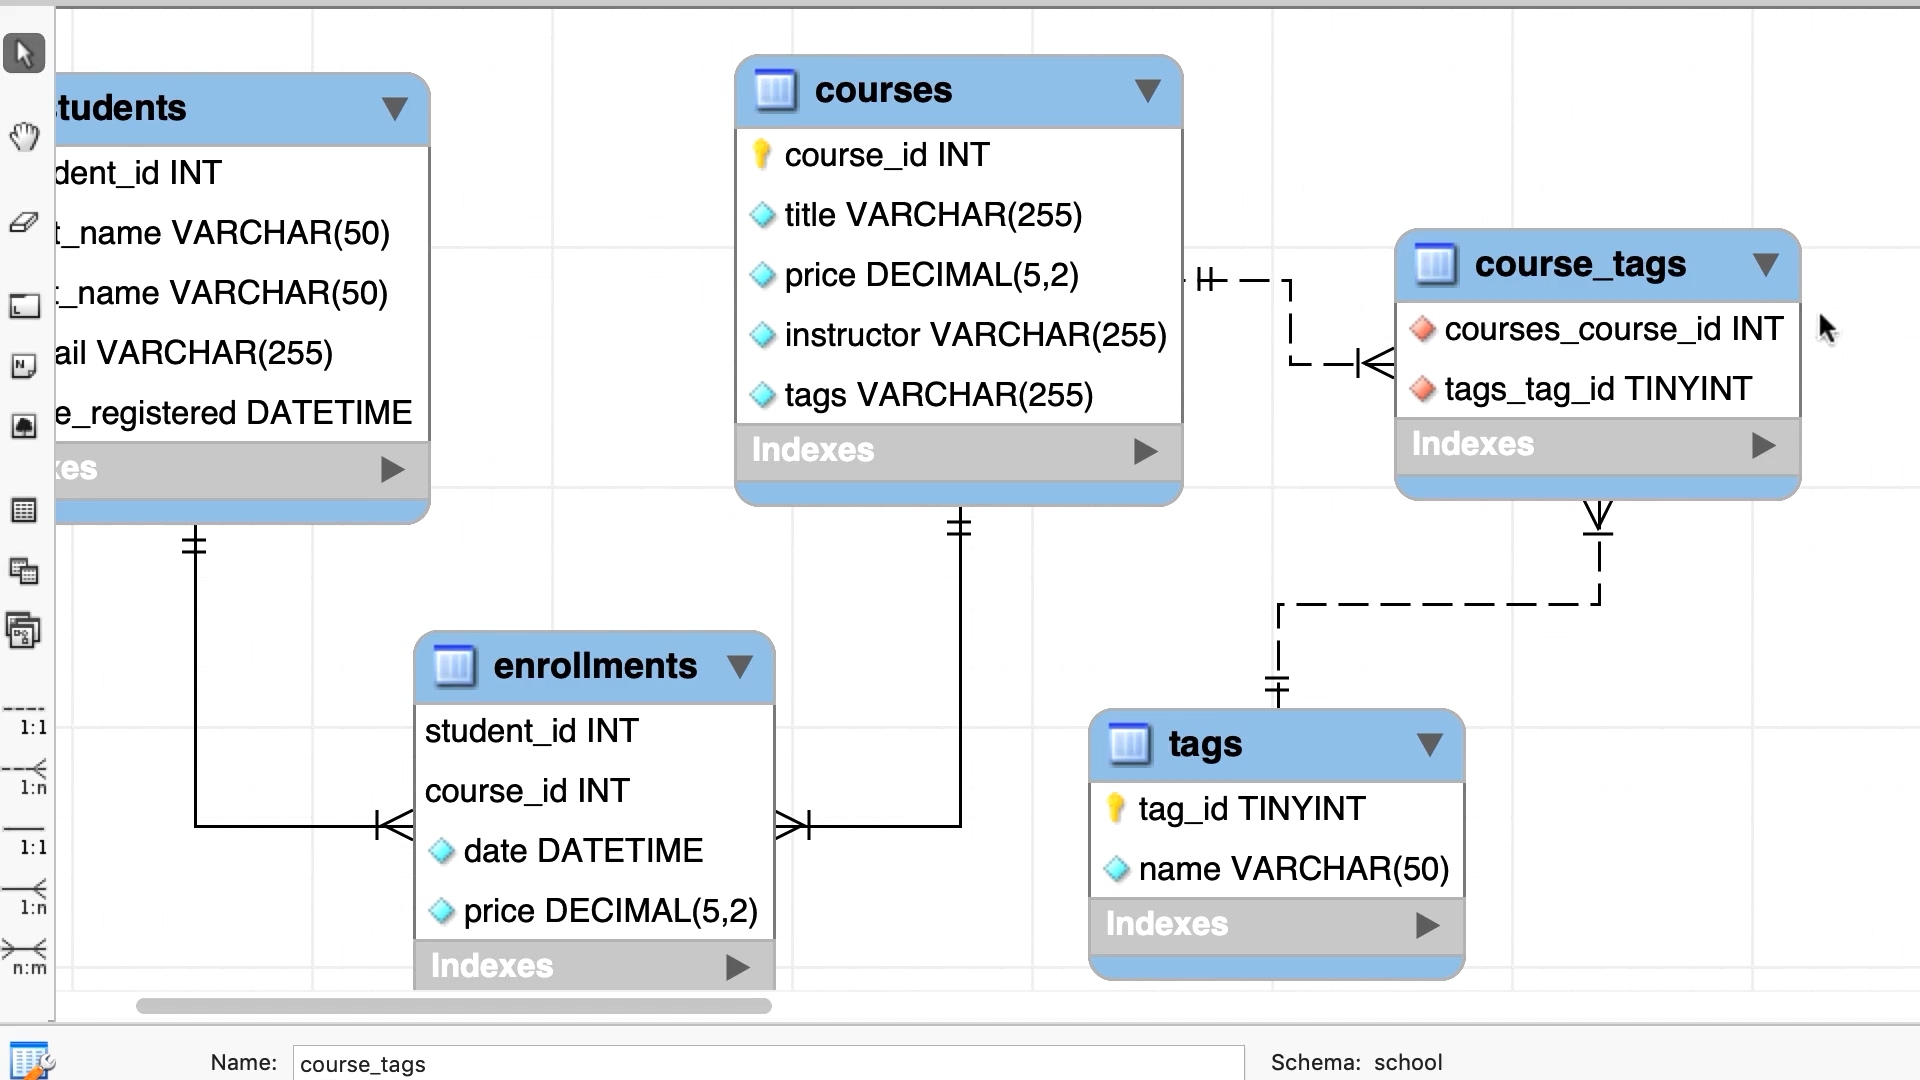 tudents
dent_id INT
t_name VARCHAR(50)
t_name VARCHAR(50)
ail VARCHAR(255)
e_registered DATETIME
xes
courses
course_id INT
title VARCHAR(255)
price DECIMAL(5,2)
instructor VARCHAR(255)
tags VARCHAR(255)
Indexes
course_tags
courses_course_id INT
tags_tag_id TINYINT
Indexes
enrollments
student_id INT
course_id INT
date DATETIME
price DECIMAL(5,2)
Indexes
tags
tag_id TINYINT
name VARCHAR(50)
Indexes
1:1
1:n
1:1
1:n
n:m
Name: course_tags
Schema: school